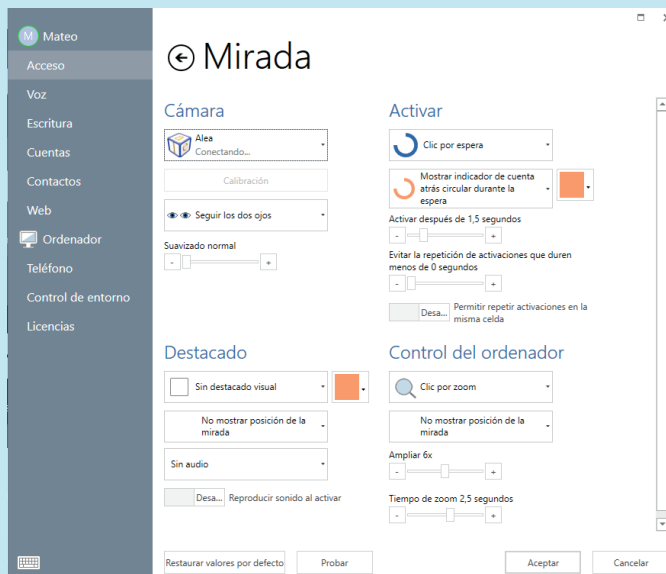 M Mateo
Acceso
Voz
Escritura
Cuentas
Contactos
Web
Ordenador
Teléfono
Control de entorno
Licencias
Mirada
Cámara
Alea
Conectando...
Calibración
Seguir los dos ojos
Suavizado normal
- +
Activar
Clic por espera
Mostrar indicador de cuenta
atrás circular durante la
espera
Activar después de 1,5 segundos
- +
Evitar la repetición de activaciones que duren
menos de 0 segundos
- +
Desa... Permitir repetir activaciones en la
misma celda
Destacado
Sin destacado visual
No mostrar posición de la
mirada
Sin audio
Desa... Reproducir sonido al activar
Control del ordenador
Clic por zoom
No mostrar posición de la
mirada
Ampliar 6x
- +
Tiempo de zoom 2,5 segundos
- +
Restaurar valores por defecto Probar Aceptar Cancelar